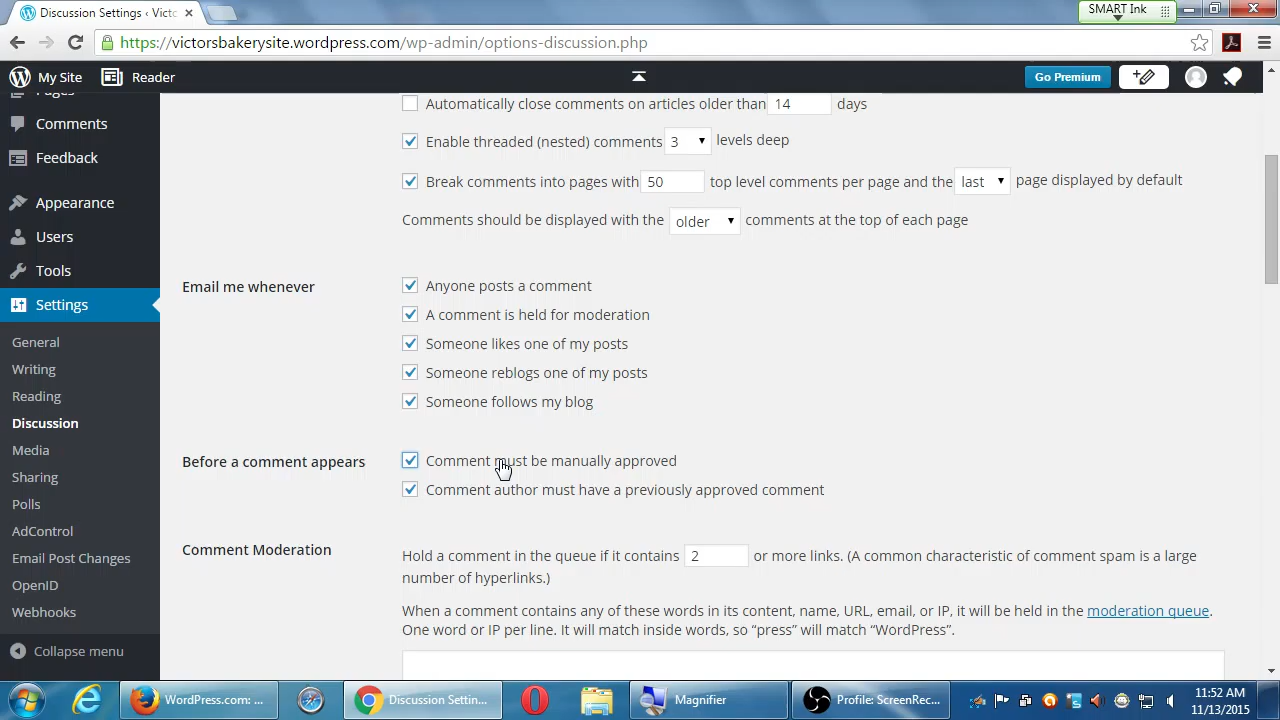 Discussion Settings ‹ Victo
SMART Ink
https://victorsbakerysite.wordpress.com/wp-admin/options-discussion.php
My Site Reader Go Premium
Pages
Comments
Feedback
Appearance
Users
Tools
Settings
General
Writing
Reading
Discussion
Media
Sharing
Polls
AdControl
Email Post Changes
OpenID
Webhooks
Collapse menu
Automatically close comments on articles older than 14 days
Enable threaded (nested) comments 3 levels deep
Break comments into pages with 50 top level comments per page and the last page displayed by default
Comments should be displayed with the older comments at the top of each page
Email me whenever
Anyone posts a comment
A comment is held for moderation
Someone likes one of my posts
Someone reblogs one of my posts
Someone follows my blog
Before a comment appears
Comment must be manually approved
Comment author must have a previously approved comment
Comment Moderation
Hold a comment in the queue if it contains 2 or more links. (A common characteristic of comment spam is a large
number of hyperlinks.)
When a comment contains any of these words in its content, name, URL, email, or IP, it will be held in the moderation queue.
One word or IP per line. It will match inside words, so “press” will match “WordPress”.
WordPress.com: ... Discussion Settin... Magnifier Profile: ScreenRec...
11:52 AM
11/13/2015